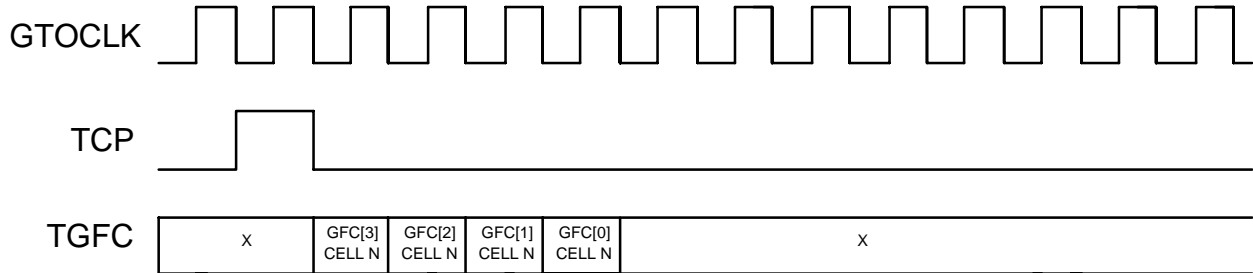 GTOCLK
TCP
TGFC
X
GFC[3]
CELL N
GFC[2]
CELL N
GFC[1]
CELL N
GFC[0]
CELL N
X